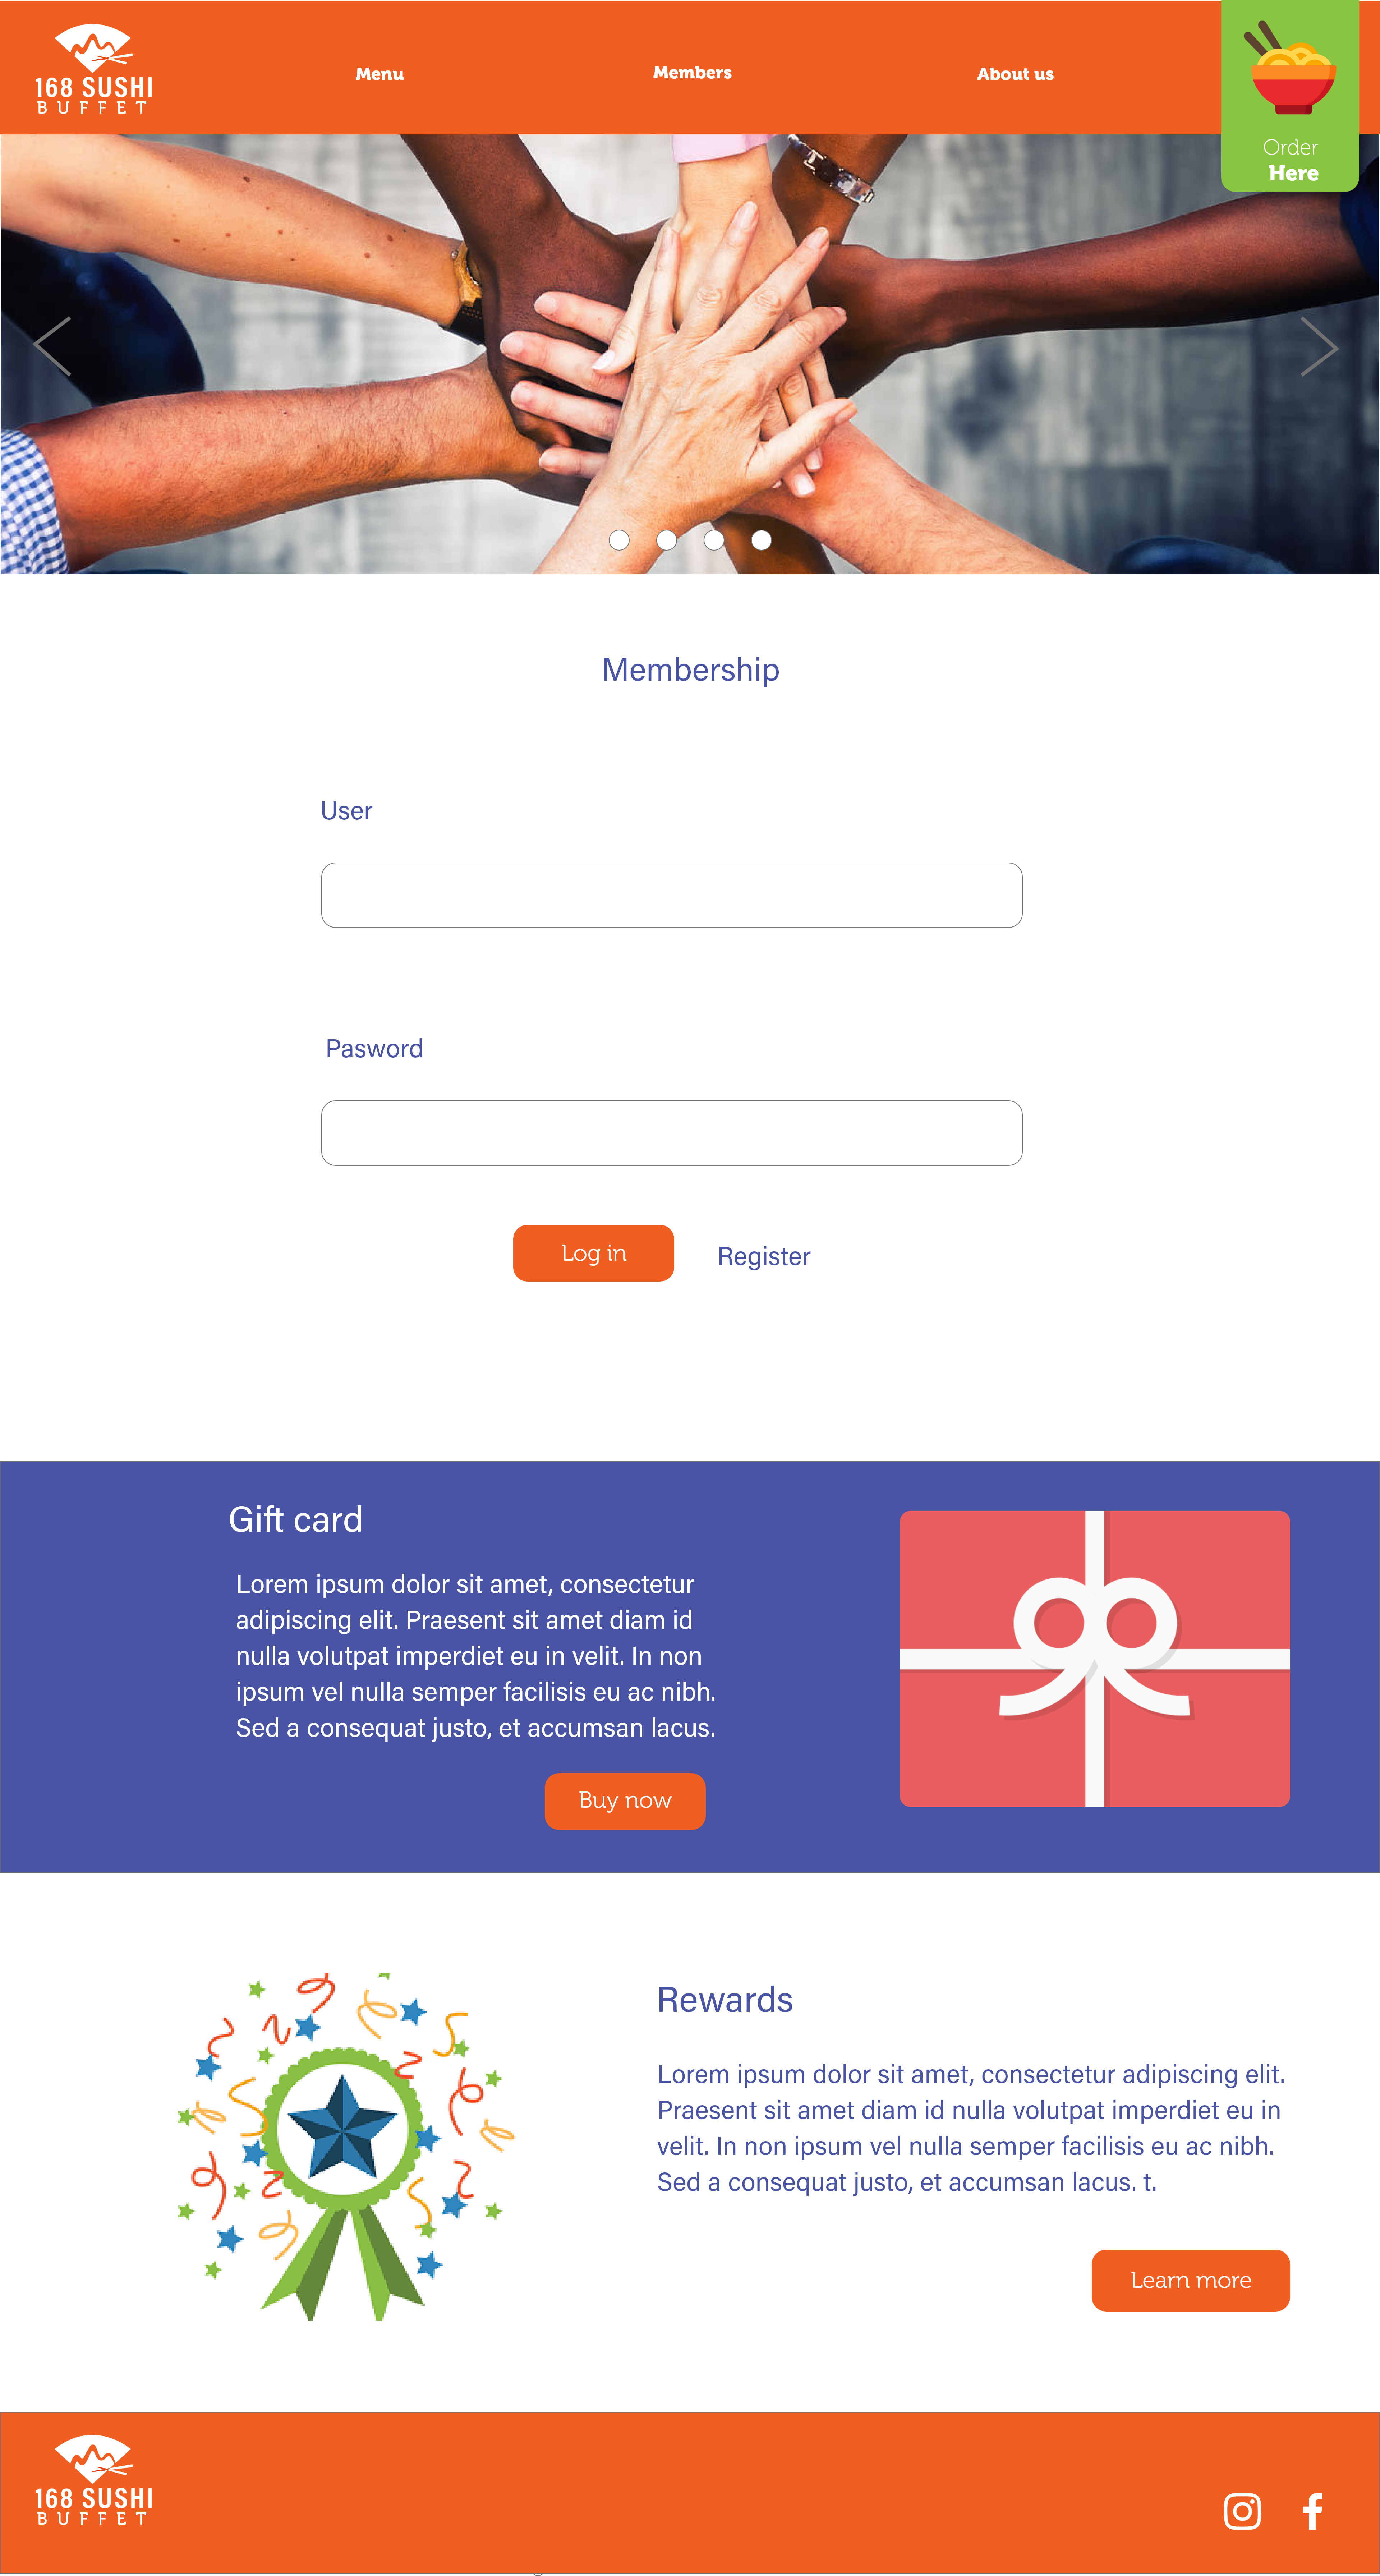 168 SUSHI
BUFFET
Menu
Members
About us
Order
Here
Membership
User
Pasword
Log in
Register
Gift card
Lorem ipsum dolor sit amet, consectetur
adipiscing elit. Praesent sit amet diam id
nulla volutpat imperdiet eu in velit. In non
ipsum vel nulla semper facilisis eu ac nibh.
Sed a consequat justo, et accumsan lacus.
Buy now
Rewards
Lorem ipsum dolor sit amet, consectetur adipiscing elit.
Praesent sit amet diam id nulla volutpat imperdiet eu in
velit. In non ipsum vel nulla semper facilisis eu ac nibh.
Sed a consequat justo, et accumsan lacus. t.
Learn more
168 SUSHI
BUFFET